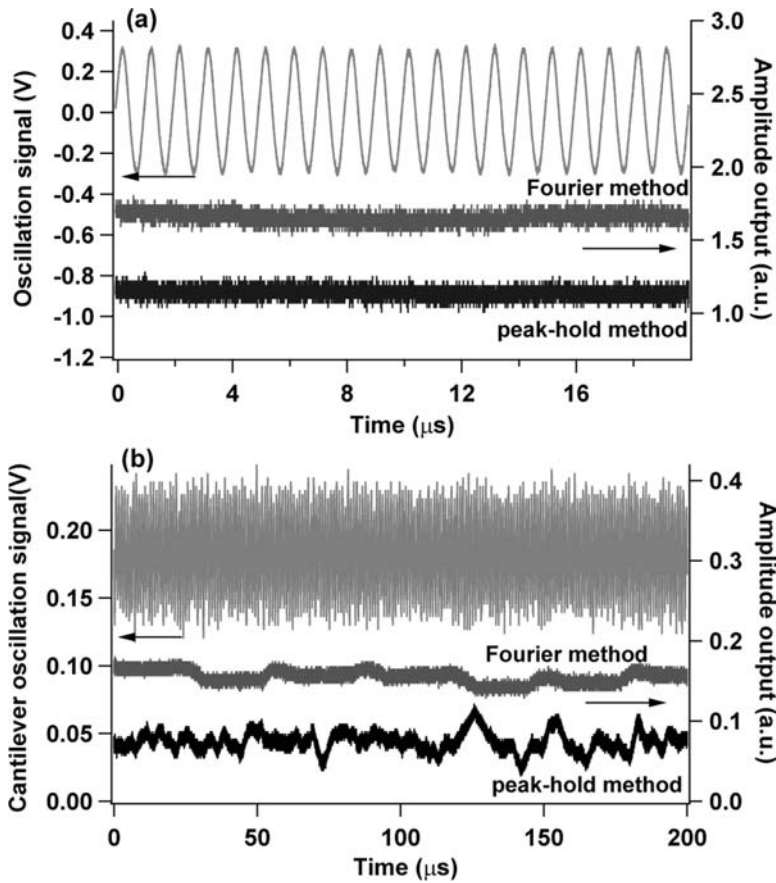 (a)
0.4
0.2
0.0
-0.2
-0.4
-0.6
-0.8
-1.0
-1.2
Oscillation signal (V)
3.0
2.5
2.0
1.5
1.0
Amplitude output (a.u.)
Fourier method
peak-hold method
0 4 8 12 16
Time (μs)
(b)
0.20
0.15
0.10
0.05
0.00
Cantilever oscillation signal(V)
0.4
0.3
0.2
0.1
0.0
Amplitude output (a.u.)
Fourier method
peak-hold method
0 50 100 150 200
Time (μs)